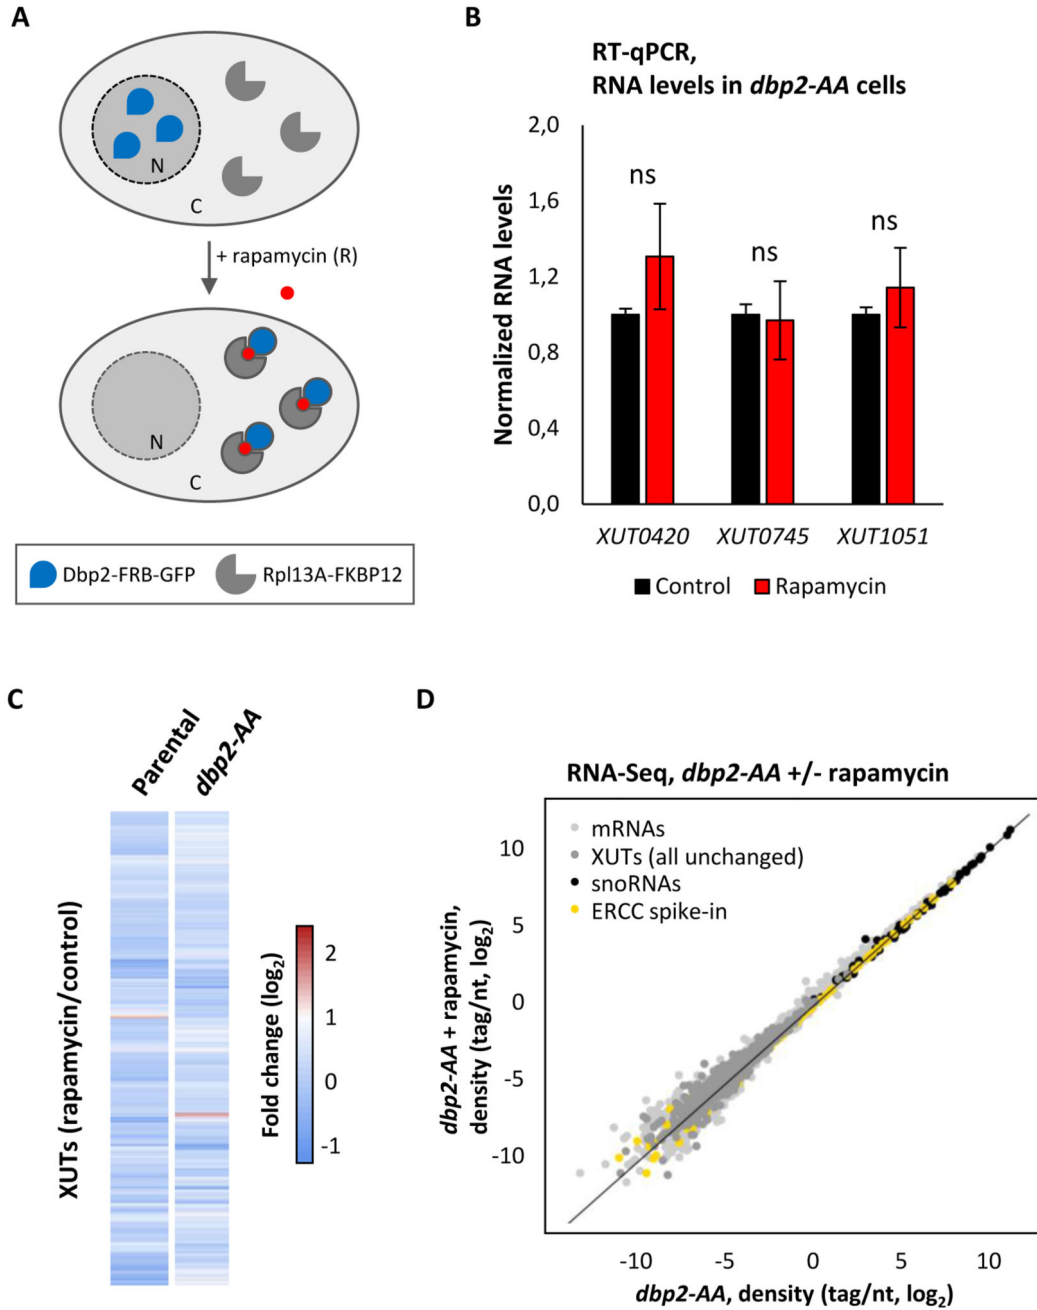 A
N
C
+ rapamycin (R)
N
C
Dbp2-FRB-GFP
Rpl13A-FKBP12
B
RT-qPCR,
RNA levels in dbp2-AA cells
Normalized RNA levels
2,0
1,6
1,2
0,8
0,4
0,0
ns
ns
ns
XUT0420
XUT0745
XUT1051
Control
Rapamycin
C
Parental
dbp2-AA
XUTs (rapamycin/control)
Fold change (log2)
2
1
0
-1
D
RNA-Seq, dbp2-AA +/- rapamycin
mRNAs
XUTs (all unchanged)
snoRNAs
ERCC spike-in
dbp2-AA + rapamycin,
density (tag/nt, log2)
10
5
0
-5
-10
-10
-5
0
5
10
dbp2-AA, density (tag/nt, log2)